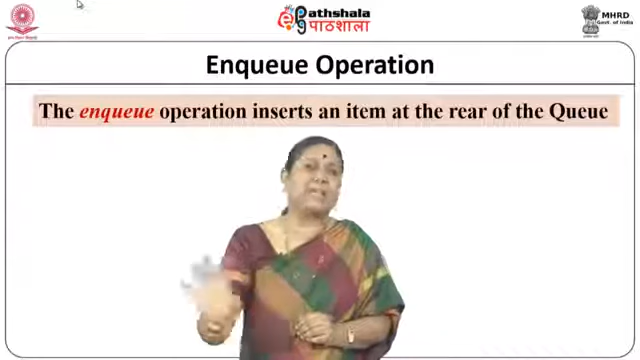 Pathshala
पाठशाला
MHRD
Govt. of India
Enqueue Operation
The enqueue operation inserts an item at the rear of the Queue